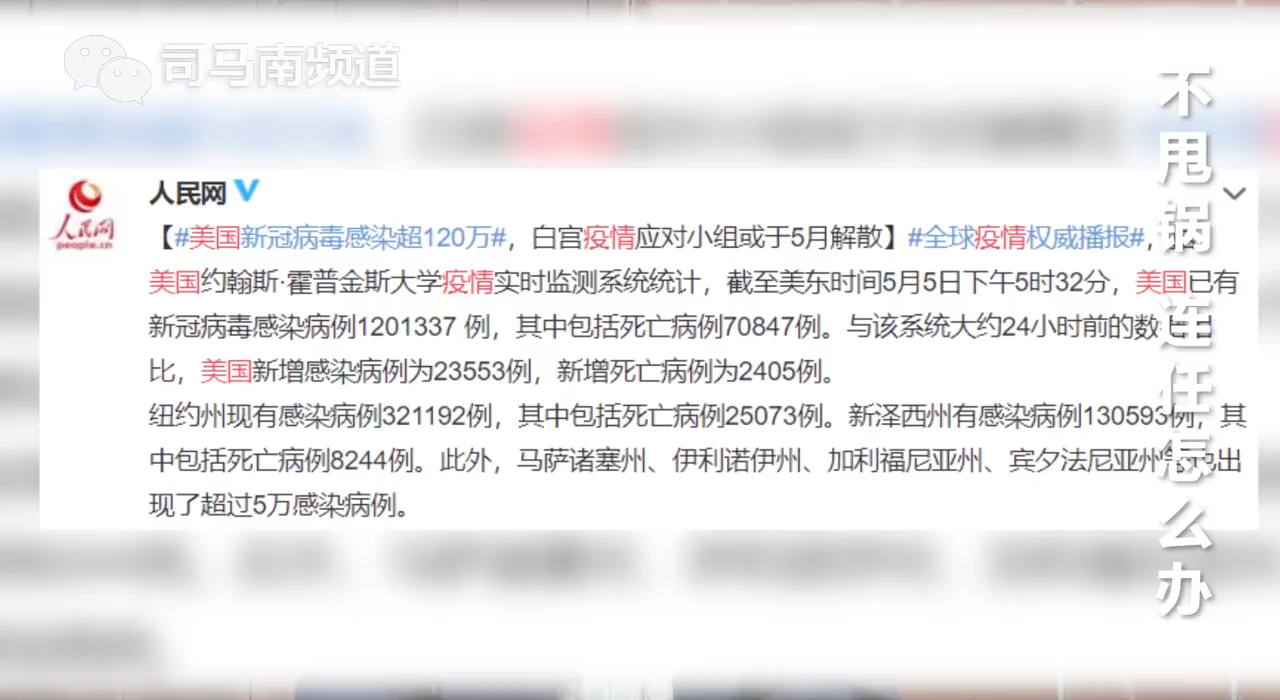 司马南频道
人民网
people.cn
人民网
【#美国新冠病毒感染超120万#，白宫疫情应对小组或于5月解散】#全球疫情权威播报#，
美国约翰斯·霍普金斯大学疫情实时监测系统统计，截至美东时间5月5日下午5时32分，美国已有
新冠病毒感染病例1201337 例，其中包括死亡病例70847例。与该系统大约24小时前的数
比，美国新增感染病例为23553例，新增死亡病例为2405例。
纽约州现有感染病例321192例，其中包括死亡病例25073例。新泽西州有感染病例130593例，其
中包括死亡病例8244例。此外，马萨诸塞州、伊利诺伊州、加利福尼亚州、宾夕法尼亚州等也出
现了超过5万感染病例。
不甩锅 连任怎么办